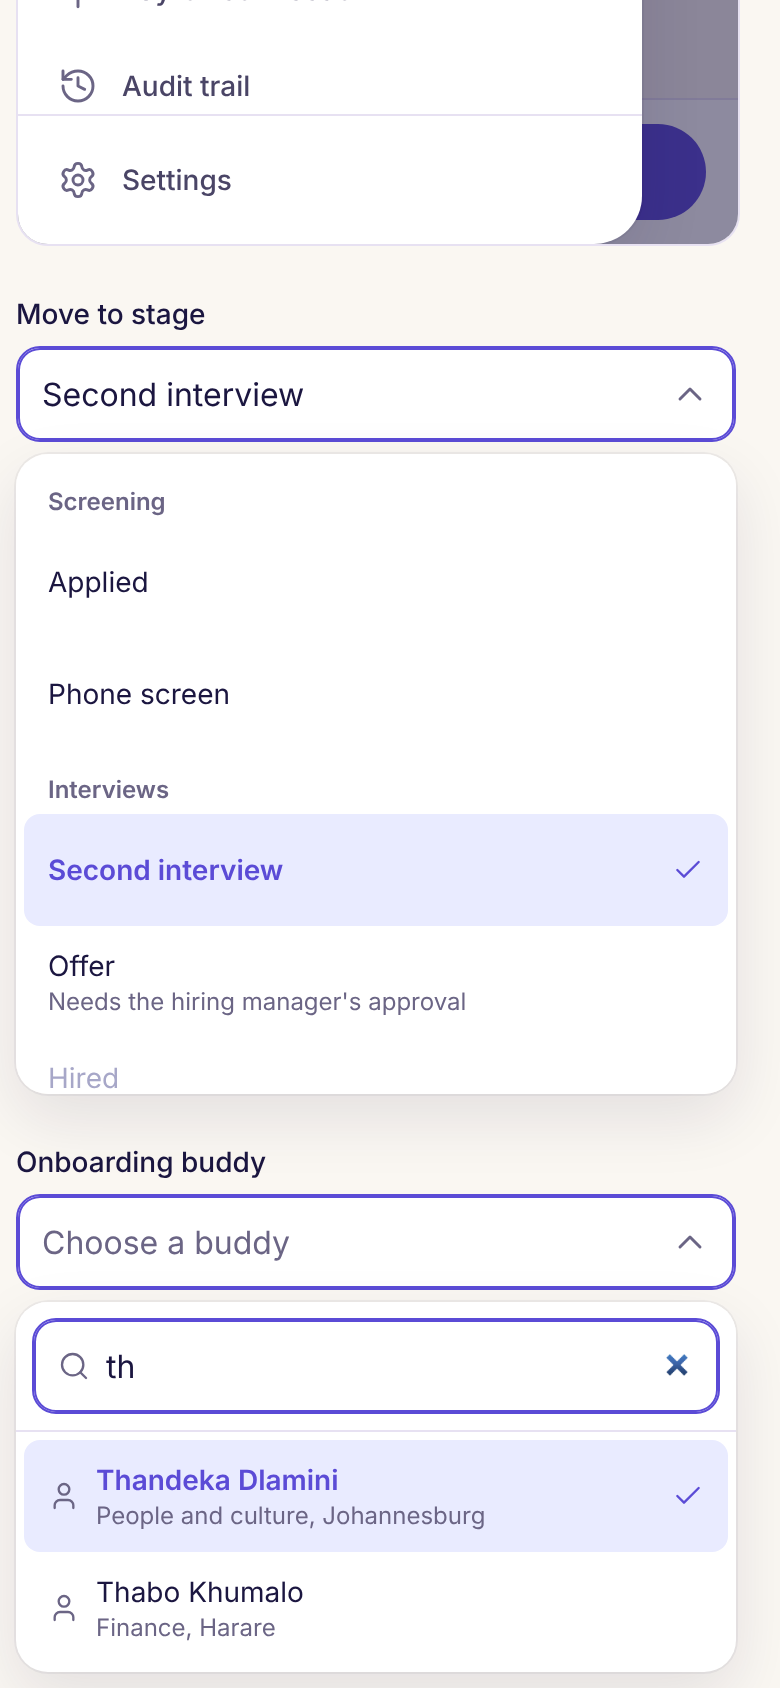 Audit trail
Settings
Move to stage
Second interview
Screening
Applied
Phone screen
Interviews
Second interview
Offer
Needs the hiring manager's approval
Hired
Onboarding buddy
Choose a buddy
th
Thandeka Dlamini
People and culture, Johannesburg
Thabo Khumalo
Finance, Harare